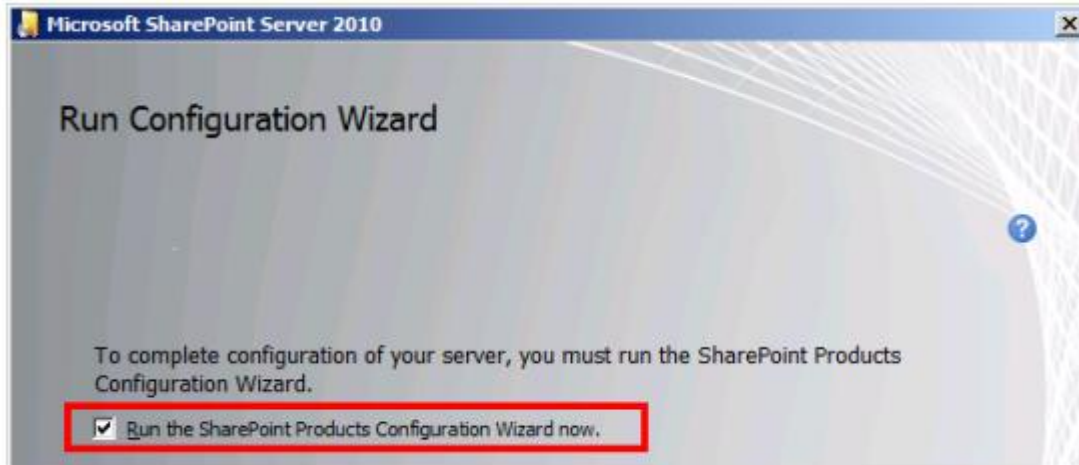 Microsoft SharePoint Server 2010
Run Configuration Wizard
?
To complete configuration of your server, you must run the SharePoint Products
Configuration Wizard.
Run the SharePoint Products Configuration Wizard now.